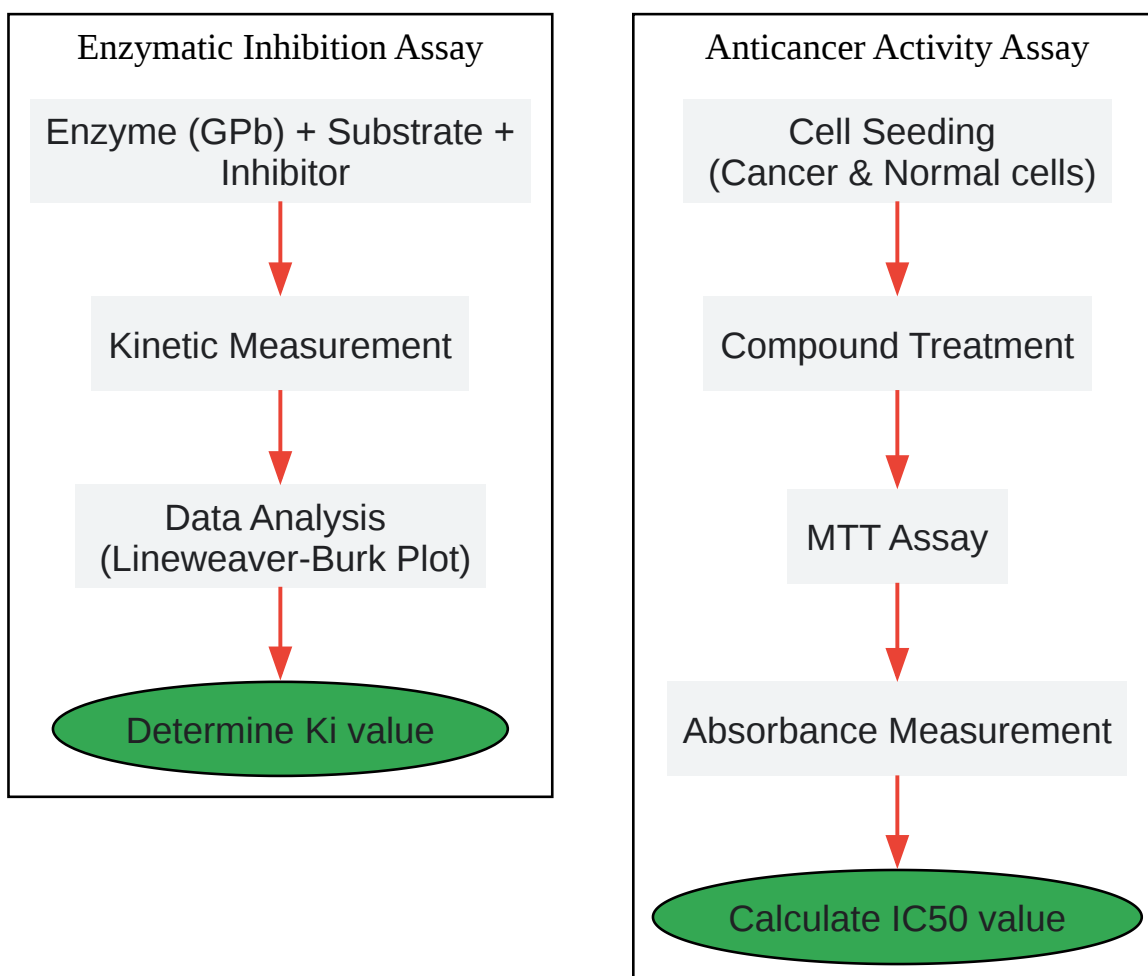 Enzymatic Inhibition Assay
Enzyme (GPb) + Substrate +
Inhibitor
Kinetic Measurement
Data Analysis
(Lineweaver-Burk Plot)
Determine Ki value
Anticancer Activity Assay
Cell Seeding
(Cancer & Normal cells)
Compound Treatment
MTT Assay
Absorbance Measurement
Calculate IC50 value